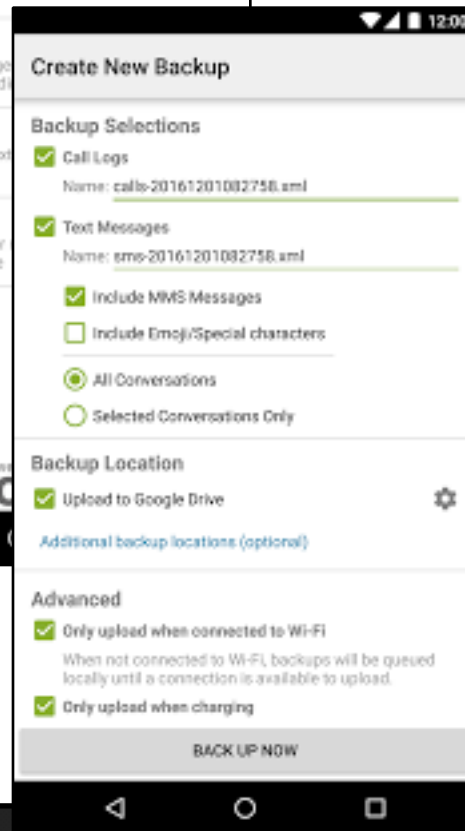 12:00
Create New Backup
Backup Selections
Call Logs
Name: calls-20161201082758.xml
Text Messages
Name: sms-20161201082758.xml
Include MMS Messages
Include Emoji/Special characters
All Conversations
Selected Conversations Only
Backup Location
Upload to Google Drive
Additional backup locations (optional)
Advanced
Only upload when connected to Wi-Fi
When not connected to Wi-Fi, backups will be queued
locally until a connection is available to upload.
Only upload when charging
BACK UP NOW